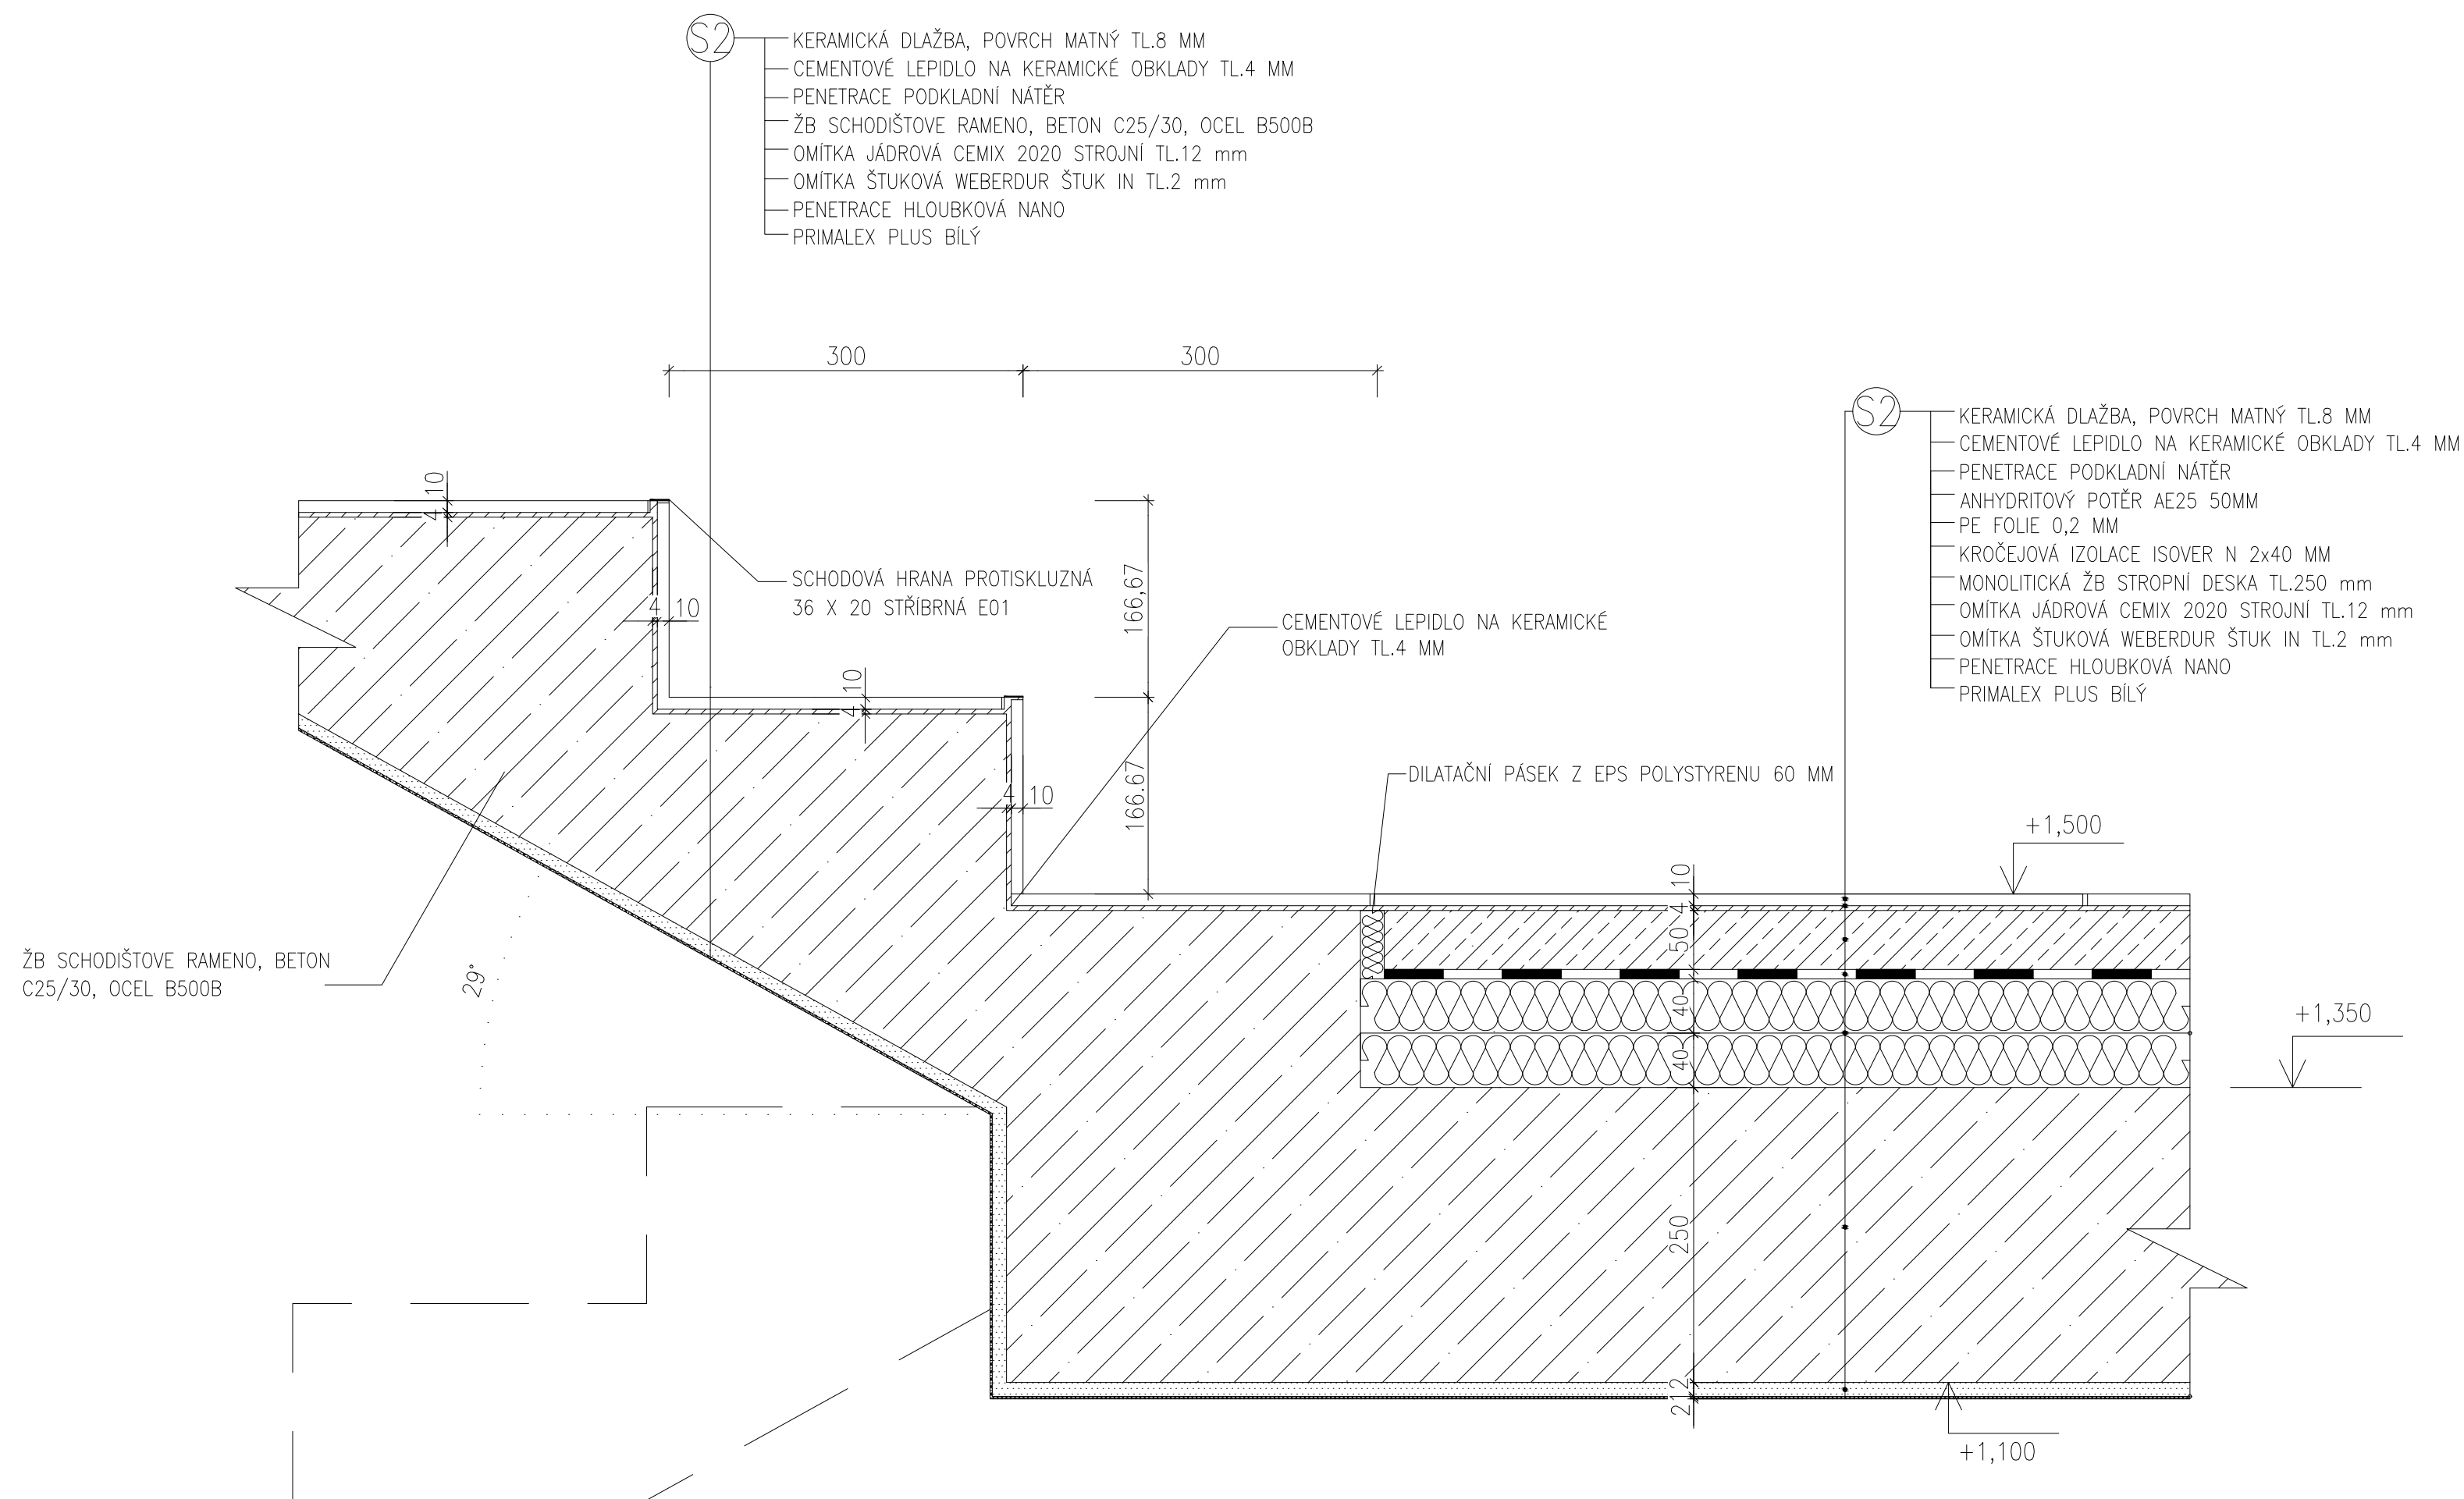 S2
KERAMICKÁ DLAŽBA, POVRCH MATNÝ TL.8 MM
CEMENTOVÉ LEPIDLO NA KERAMICKÉ OBKLADY TL.4 MM
PENETRACE PODKLADNÍ NÁTĚR
ŽB SCHODIŠTOVE RAMENO, BETON C25/30, OCEL B500B
OMÍTKA JÁDROVÁ CEMIX 2020 STROJNÍ TL.12 mm
OMÍTKA ŠTUKOVÁ WEBERDUR ŠTUK IN TL.2 mm
PENETRACE HLOUBKOVÁ NANO
PRIMALEX PLUS BÍLÝ
300
300
S2
KERAMICKÁ DLAŽBA, POVRCH MATNÝ TL.8 MM
CEMENTOVÉ LEPIDLO NA KERAMICKÉ OBKLADY TL.4 MM
PENETRACE PODKLADNÍ NÁTĚR
ANHYDRITOVÝ POTĚR AE25 50MM
PE FOLIE 0,2 MM
KROČEJOVÁ IZOLACE ISOVER N 2x40 MM
MONOLITICKÁ ŽB STROPNÍ DESKA TL.250 mm
OMÍTKA JÁDROVÁ CEMIX 2020 STROJNÍ TL.12 mm
OMÍTKA ŠTUKOVÁ WEBERDUR ŠTUK IN TL.2 mm
PENETRACE HLOUBKOVÁ NANO
PRIMALEX PLUS BÍLÝ
10
4
SCHODOVÁ HRANA PROTISKLUZNÁ
36 X 20 STŘÍBRNÁ E01
4 10
166,67
CEMENTOVÉ LEPIDLO NA KERAMICKÉ
OBKLADY TL.4 MM
10
4
4 10
166.67
DILATAČNÍ PÁSEK Z EPS POLYSTYRENU 60 MM
+1,500
10
4
50
40
40
250
12
2
+1,350
ŽB SCHODIŠTOVE RAMENO, BETON
C25/30, OCEL B500B
29°
+1,100